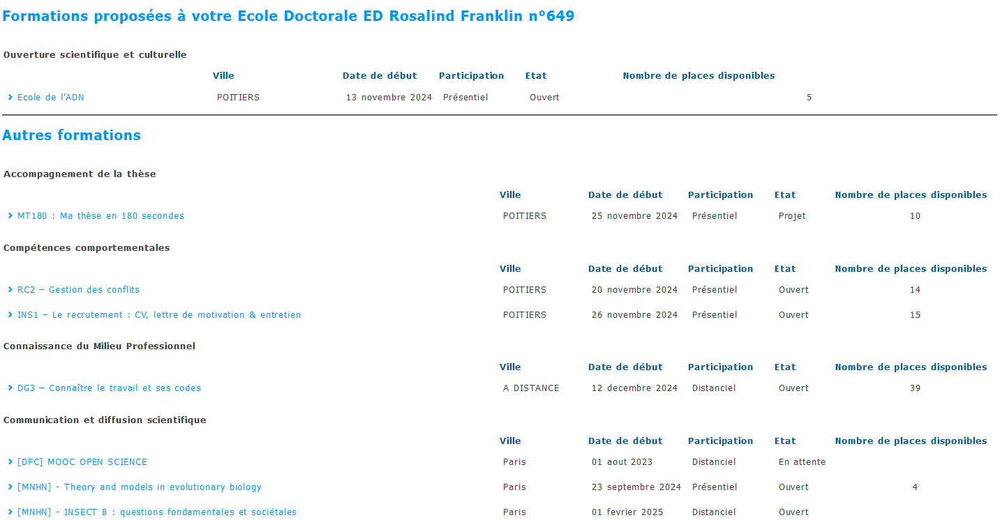 Formations proposées à votre Ecole Doctorale ED Rosalind Franklin n°649
Ouverture scientifique et culturelle
Ville Date de début Participation Etat Nombre de places disponibles
Ecole de l'ADN POITIERS 13 novembre 2024 Présentiel Ouvert 5
Autres formations
Accompagnement de la thèse
Ville Date de début Participation Etat Nombre de places disponibles
MT180 : Ma thèse en 180 secondes POITIERS 25 novembre 2024 Présentiel Projet 10
Compétences comportementales
Ville Date de début Participation Etat Nombre de places disponibles
RC2 – Gestion des conflits POITIERS 20 novembre 2024 Présentiel Ouvert 14
INS1 – Le recrutement : CV, lettre de motivation & entretien POITIERS 26 novembre 2024 Présentiel Ouvert 15
Connaissance du Milieu Professionnel
Ville Date de début Participation Etat Nombre de places disponibles
DG3 – Connaître le travail et ses codes A DISTANCE 12 decembre 2024 Distanciel Ouvert 39
Communication et diffusion scientifique
Ville Date de début Participation Etat Nombre de places disponibles
[DFC] MOOC OPEN SCIENCE Paris 01 aout 2023 Distanciel En attente
[MNHN] - Theory and models in evolutionary biology Paris 23 septembre 2024 Présentiel Ouvert 4
[MNHN] - INSECT B : questions fondamentales et sociétales Paris 01 fevrier 2025 Distanciel Ouvert